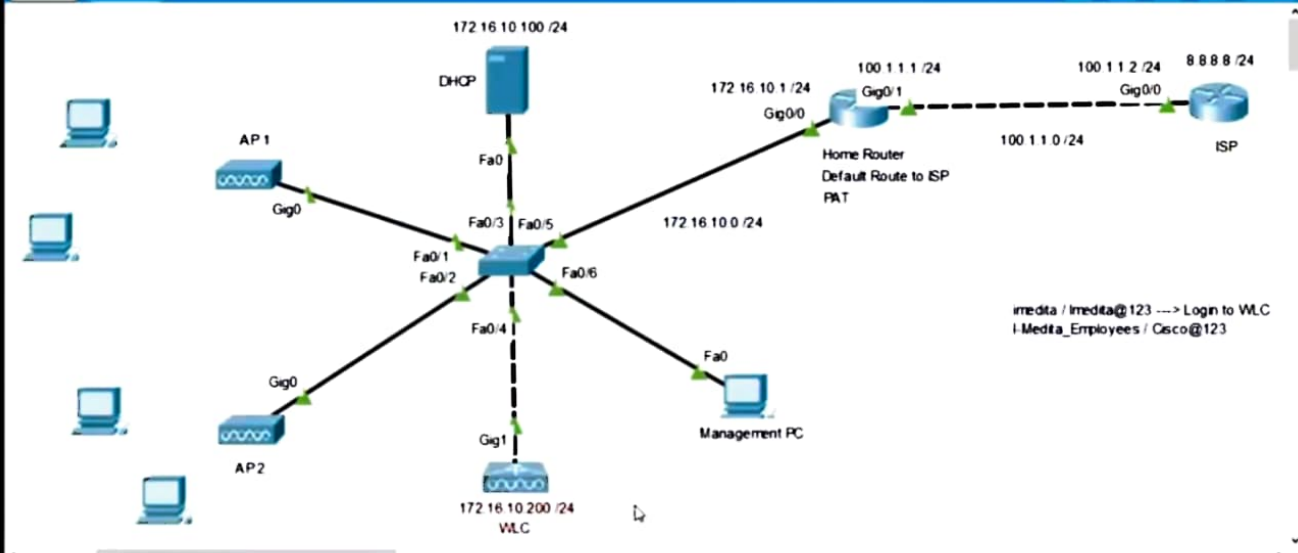 172.16.10.100 /24
DHCP
Fa0
AP1
Gig0
Fa0/3
Fa0/5
Fa0/1
Fa0/2
Fa0/6
Fa0/4
Gig0
AP2
Gig1
172.16.10.200 /24
WLC
Fa0
Management PC
172.16.10.0 /24
172.16.10.1 /24
Gig0/0
100.1.1.1 /24
Gig0/1
Home Router
Default Route to ISP
PAT
100.1.1.0 /24
100.1.1.2 /24
Gig0/0
8.8.8.8 /24
ISP
imedita / Imedita@123 ---> Login to WLC
I-Medita_Employees / Cisco@123